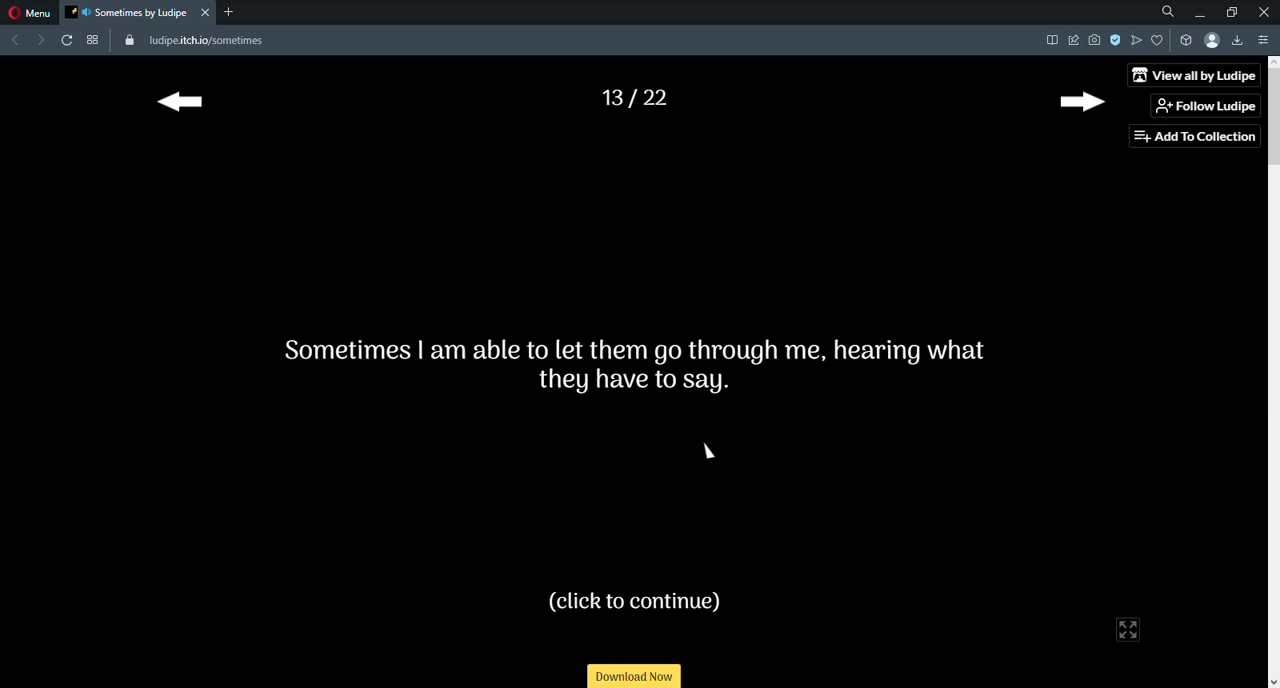 Menu
Sometimes by Ludipe
ludipe.itch.io/sometimes
View all by Ludipe
13 / 22
Follow Ludipe
Add To Collection
Sometimes I am able to let them go through me, hearing what
they have to say.
(click to continue)
Download Now